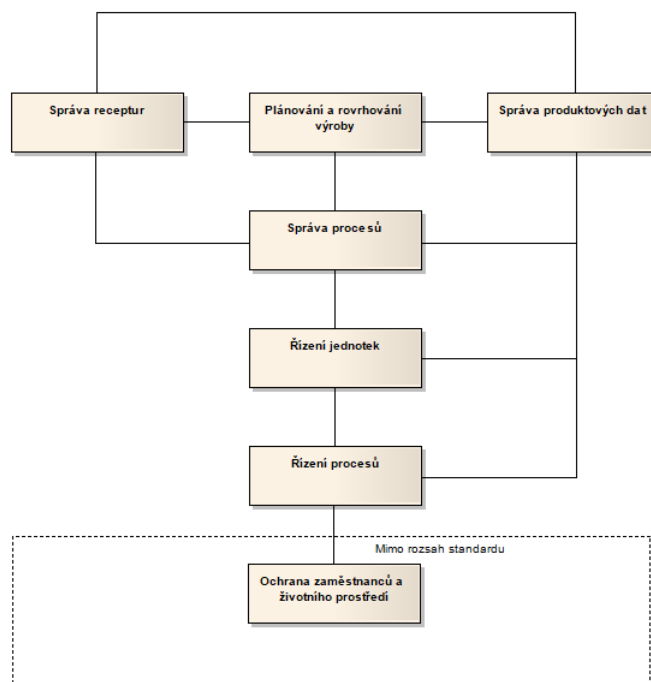 Správa receptur
Plánování a rovrhování
výroby
Správa produktových dat
Správa procesů
Řízení jednotek
Řízení procesů
Mimo rozsah standardu
Ochrana zaměstnanců a
životního prostředí